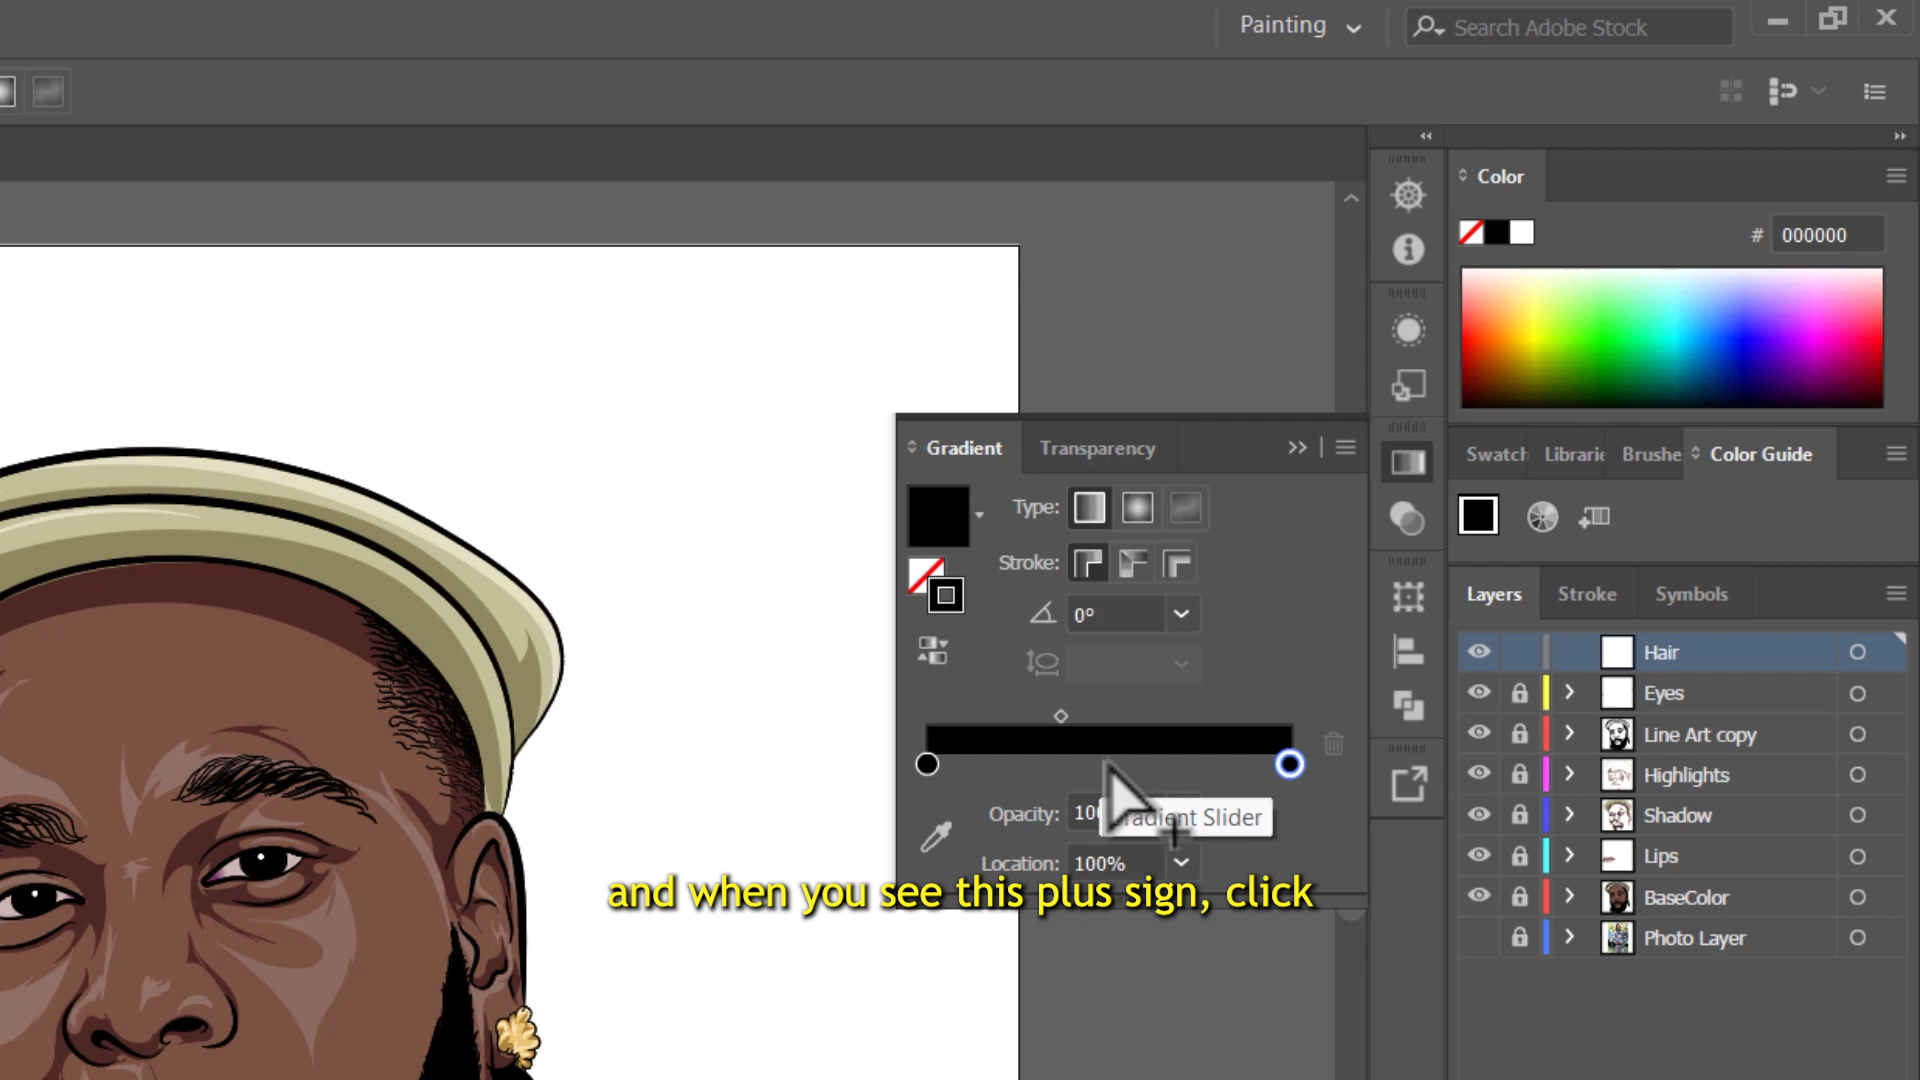 Painting
Search Adobe Stock
Color
# 000000
Gradient
Transparency
Type:
Stroke:
0°
Opacity:
Gradient Slider
Location: 100%
and when you see this plus sign, click
Swatch
Librarie
Brushe
Color Guide
Layers
Stroke
Symbols
Hair
Eyes
Line Art copy
Highlights
Shadow
Lips
BaseColor
Photo Layer